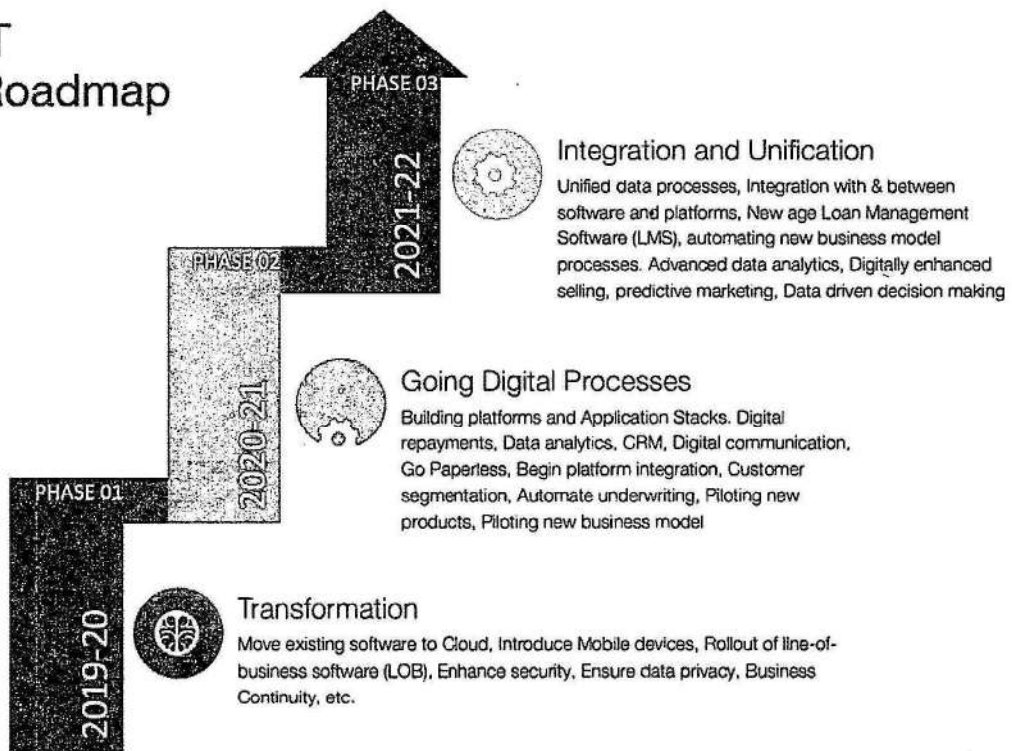 Roadmap
PHASE 03
2021-22
Integration and Unification
Unified data processes, Integration with & between
software and platforms, New age Loan Management
Software (LMS), automating new business model
processes. Advanced data analytics, Digitally enhanced
selling, predictive marketing, Data driven decision making
PHASE 02
2020-21
Going Digital Processes
Building platforms and Application Stacks. Digital
repayments, Data analytics, CRM, Digital communication,
Go Paperless, Begin platform integration, Customer
segmentation, Automate underwriting, Piloting new
products, Piloting new business model
PHASE 01
2019-20
Transformation
Move existing software to Cloud, Introduce Mobile devices, Rollout of line-of-
business software (LOB), Enhance security, Ensure data privacy, Business
Continuity, etc.